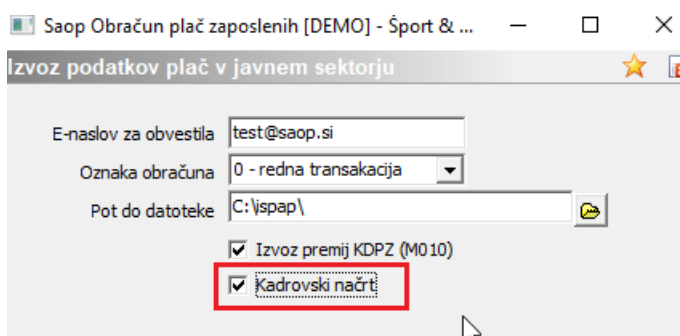 Saop Obračun plač zaposlenih [DEMO] - Šport & ...
Izvoz podatkov plač v javnem sektorju
E-naslov za obvestila test@saop.si
Oznaka obračuna 0 - redna transakacija
Pot do datoteke C:\ispap\
Izvoz premij KDPZ (M010)
Kadrovski načrt